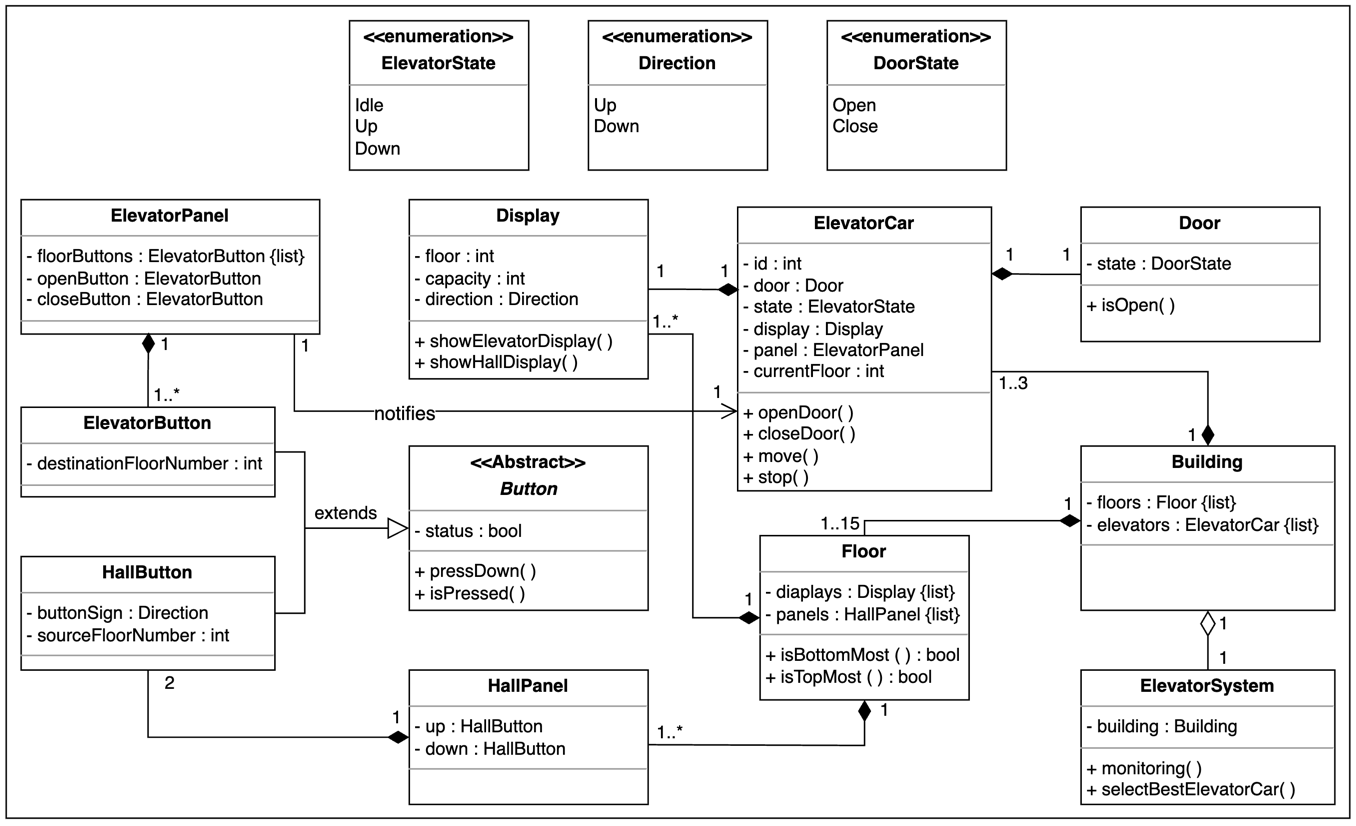 <<enumeration>>
ElevatorState
Idle
Up
Down
<<enumeration>>
Direction
Up
Down
<<enumeration>>
DoorState
Open
Close
ElevatorPanel
- floorButtons : ElevatorButton {list}
- openButton : ElevatorButton
- closeButton : ElevatorButton
Display
- floor : int
- capacity : int
- direction : Direction
+ showElevatorDisplay( )
+ showHallDisplay( )
ElevatorCar
- id : int
- door : Door
- state : ElevatorState
- display : Display
- panel : ElevatorPanel
- currentFloor : int
+ openDoor( )
+ closeDoor( )
+ move( )
+ stop( )
Door
- state : DoorState
+ isOpen( )
1
1
1
1
1..*
1
1
1
1..3
1..*
notifies
ElevatorButton
- destinationFloorNumber : int
<<Abstract>>
Button
- status : bool
+ pressDown( )
+ isPressed( )
extends
1
Building
- floors : Floor {list}
- elevators : ElevatorCar {list}
1
1..15
Floor
- diaplays : Display {list}
- panels : HallPanel {list}
+ isBottomMost ( ) : bool
+ isTopMost ( ) : bool
1
HallButton
- buttonSign : Direction
- sourceFloorNumber : int
2
1
HallPanel
- up : HallButton
- down : HallButton
1..*
1
1
1
ElevatorSystem
- building : Building
+ monitoring( )
+ selectBestElevatorCar( )